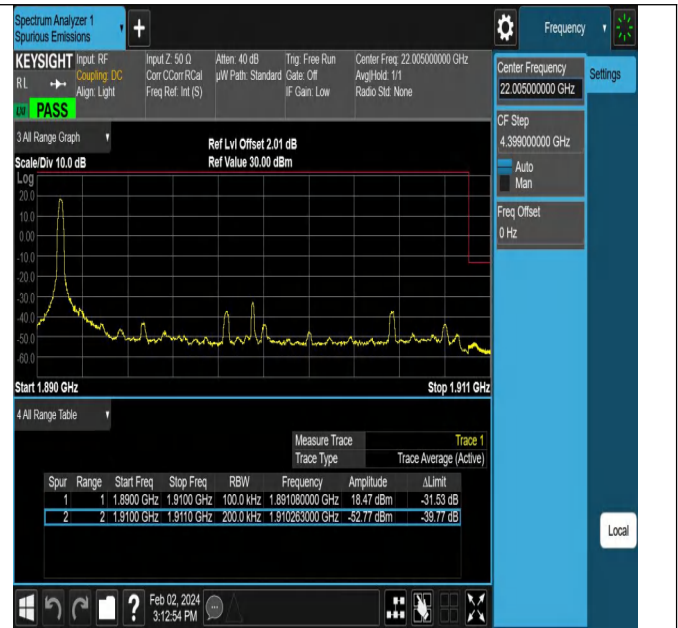 Spectrum Analyzer 1
Spurious Emissions
Frequency
KEYSIGHT
RL
Input: RF
Coupling: DC
Align: Light
Input Z: 50 Ω
Corr CCorr RCal
Freq Ref: Int (S)
Atten: 40 dB
µW Path: Standard
Trig: Free Run
Gate: Off
IF Gain: Low
Center Freq: 22.005000000 GHz
Avg|Hold: 1/1
Radio Std: None
PASS
Center Frequency
22.005000000 GHz
Settings
CF Step
4.399000000 GHz
Auto
Man
Freq Offset
0 Hz
3 All Range Graph
Ref Lvl Offset 2.01 dB
Scale/Div 10.0 dB
Ref Value 30.00 dBm
Log
20.0
10.0
0.00
-10.0
-20.0
-30.0
-40.0
-50.0
-60.0
Start 1.890 GHz
Stop 1.911 GHz
4 All Range Table
Measure Trace Trace 1
Trace Type Trace Average (Active)
Spur Range Start Freq Stop Freq RBW Frequency Amplitude ΔLimit
1 1 1.8900 GHz 1.9100 GHz 100.0 kHz 1.891080000 GHz 18.47 dBm -31.53 dB
2 2 1.9100 GHz 1.9110 GHz 200.0 kHz 1.910263000 GHz -52.77 dBm -39.77 dB
Local
?
Feb 02, 2024
3:12:54 PM